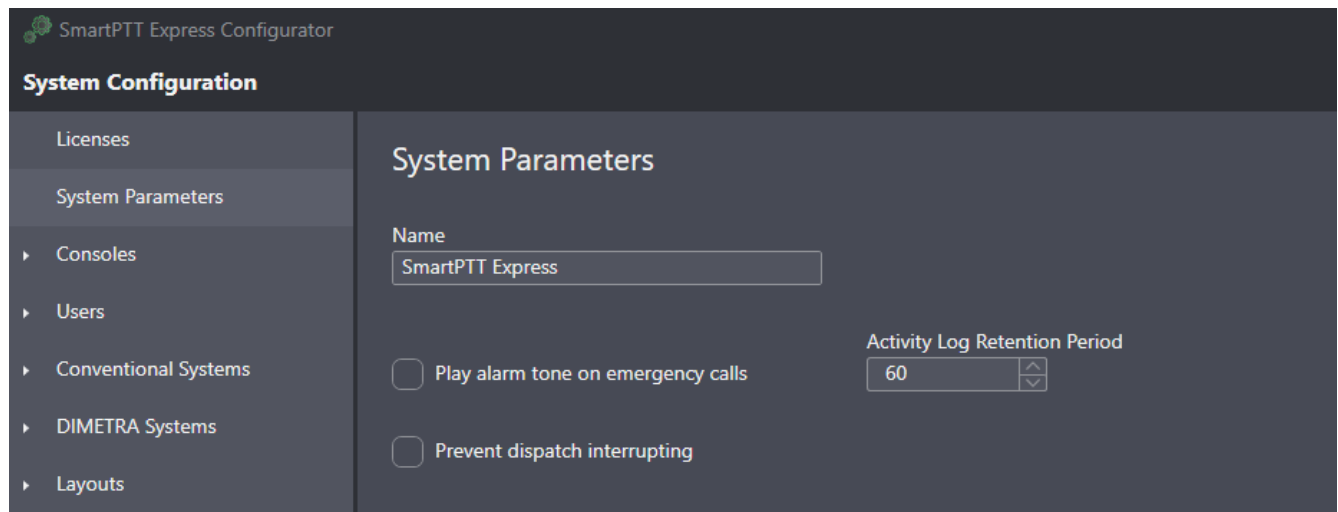 SmartPTT Express Configurator
System Configuration
Licenses
System Parameters
Consoles
Users
Conventional Systems
DIMETRA Systems
Layouts
System Parameters
Name
SmartPTT Express
Play alarm tone on emergency calls
Activity Log Retention Period
60
Prevent dispatch interrupting